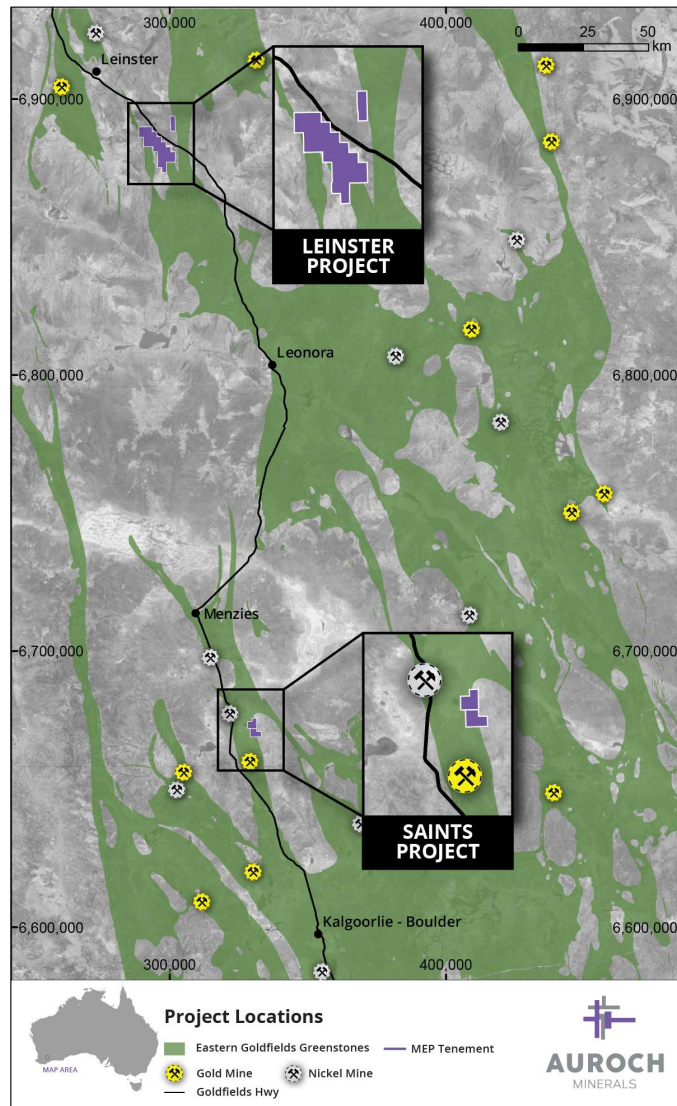 300,000
400,000
0 25 50
km
Leinster
6,900,000
6,900,000
LEINSTER
PROJECT
Leonora
6,800,000
6,800,000
Menzies
6,700,000
6,700,000
SAINTS
PROJECT
Kalgoorlie - Boulder
6,600,000
6,600,000
300,000
400,000
Project Locations
Eastern Goldfields Greenstones
MEP Tenement
Gold Mine
Nickel Mine
Goldfields Hwy
MAP AREA
AUROCH
MINERALS